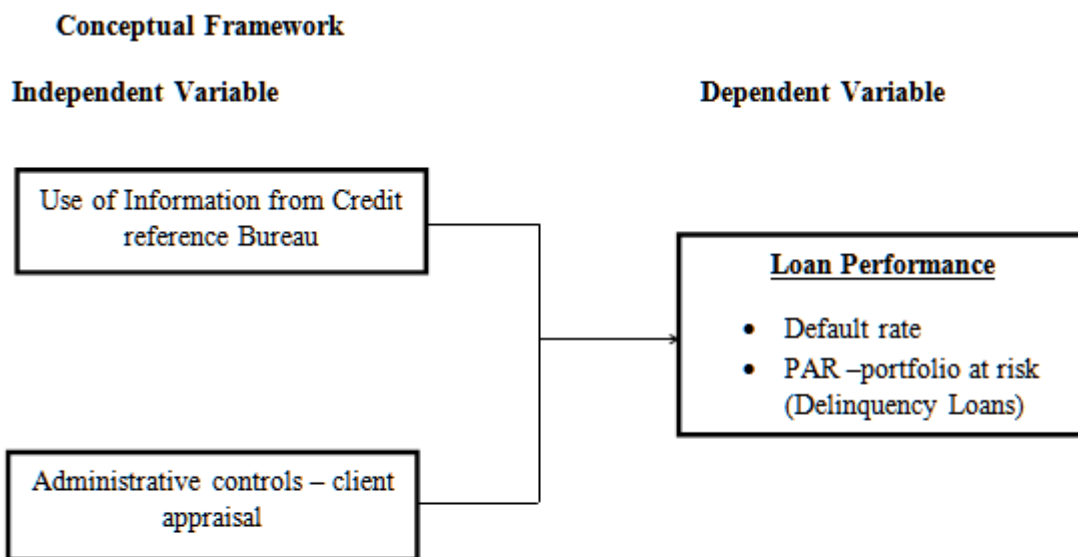 Conceptual Framework
Independent Variable
Dependent Variable
Use of Information from Credit
reference Bureau
Loan Performance
• Default rate
• PAR –portfolio at risk
(Delinquency Loans)
Administrative controls – client
appraisal